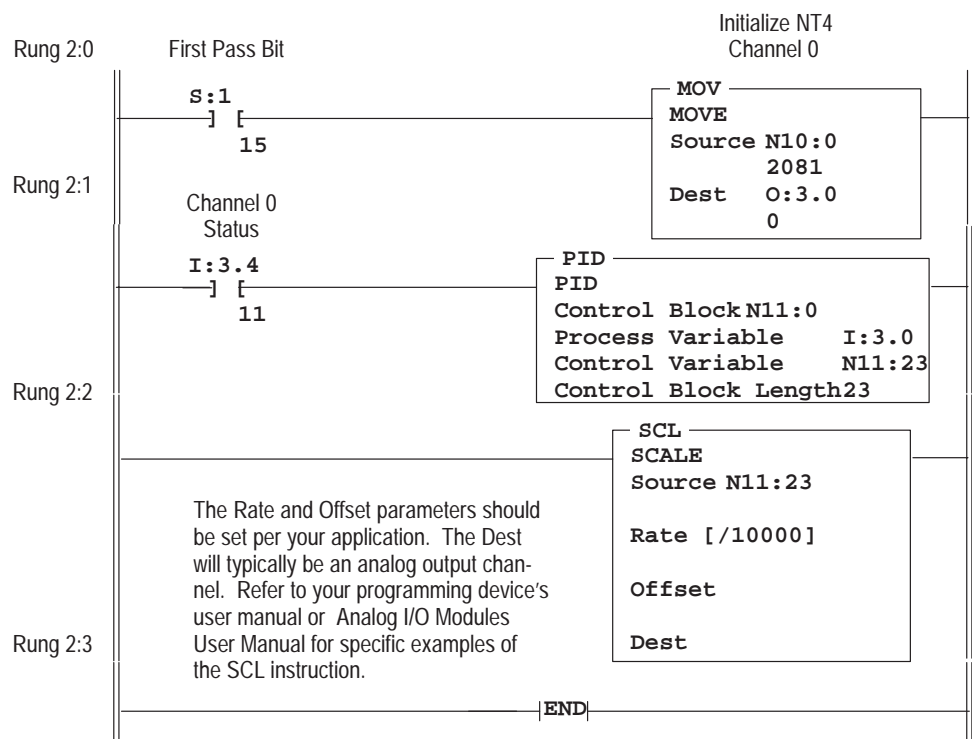 Rung 2:0
First Pass Bit
Initialize NT4
Channel 0
S:1
] [
15
MOV
MOVE
Source N10:0
2081
Dest O:3.0
0
Rung 2:1
Channel 0
Status
I:3.4
] [
11
PID
PID
Control Block N11:0
Process Variable I:3.0
Control Variable N11:23
Control Block Length23
Rung 2:2
SCL
SCALE
Source N11:23
Rate [/10000]
Offset
Dest
The Rate and Offset parameters should
be set per your application. The Dest
will typically be an analog output chan-
nel. Refer to your programming device's
user manual or Analog I/O Modules
User Manual for specific examples of
the SCL instruction.
Rung 2:3
END